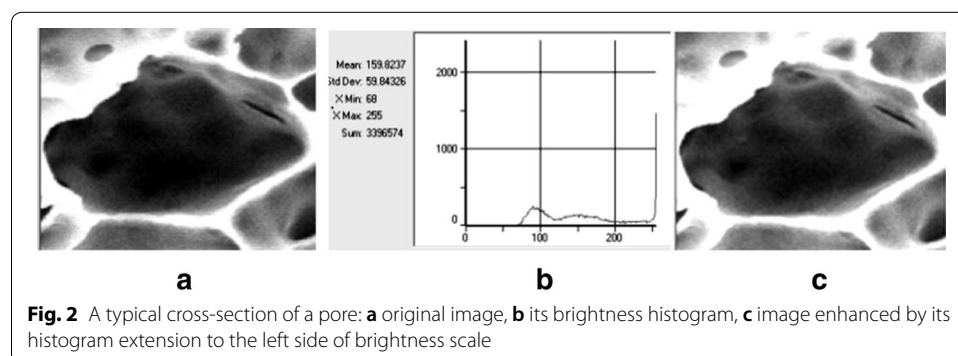 Mean: 159.8237
Std Dev: 59.84326
X Min: 68
X Max: 255
Sum: 3396574
2000
1000
0
0 100 200
a b c
Fig. 2 A typical cross-section of a pore: a original image, b its brightness histogram, c image enhanced by its
histogram extension to the left side of brightness scale